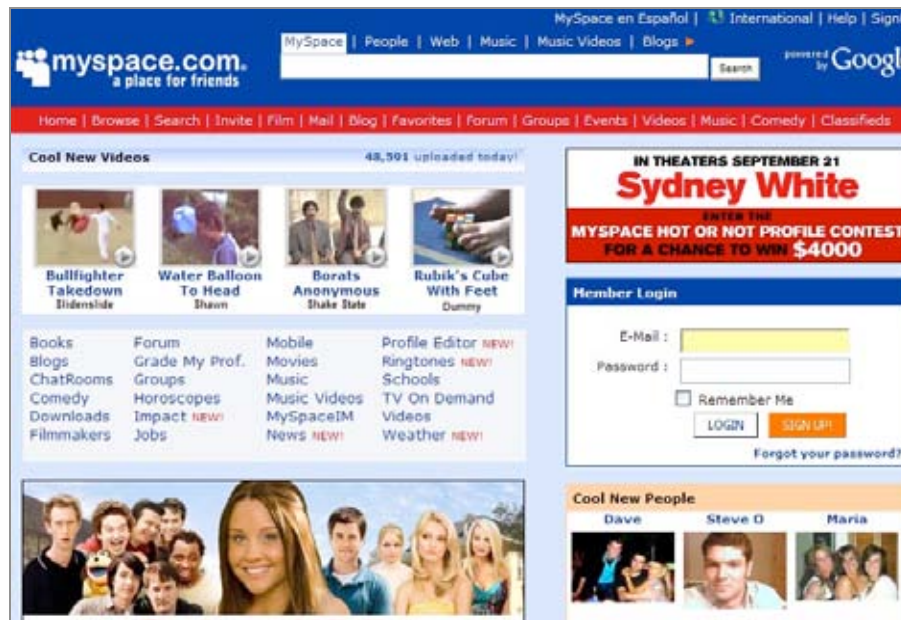 MySpace en Español | International | Help | Sign
MySpace | People | Web | Music | Music Videos | Blogs
myspace.com.
a place for friends
Search
powered by Googl
Home | Browse | Search | Invite | Film | Mail | Blog | Favorites | Forum | Groups | Events | Videos | Music | Comedy | Classifieds
Cool New Videos 48,591 uploaded today!
Bullfighter Takedown
Slidenslide
Water Balloon To Head
Shawn
Borats Anonymous
Shake State
Rubik's Cube With Feet
Dummy
Books Forum Mobile Profile Editor NEW!
Blogs Grade My Prof. Movies Ringtones NEW!
ChatRooms Groups Music Schools
Comedy Horoscopes Music Videos TV On Demand
Downloads Impact NEW! MySpaceIM Videos
Filmmakers Jobs News NEW! Weather NEW!
IN THEATERS SEPTEMBER 21
Sydney White
ENTER THE
MYSPACE HOT OR NOT PROFILE CONTEST
FOR A CHANCE TO WIN $4000
Member Login
E-Mail :
Password :
Remember Me
LOGIN SIGN UP!
Forgot your password?
Cool New People
Dave Steve O Maria